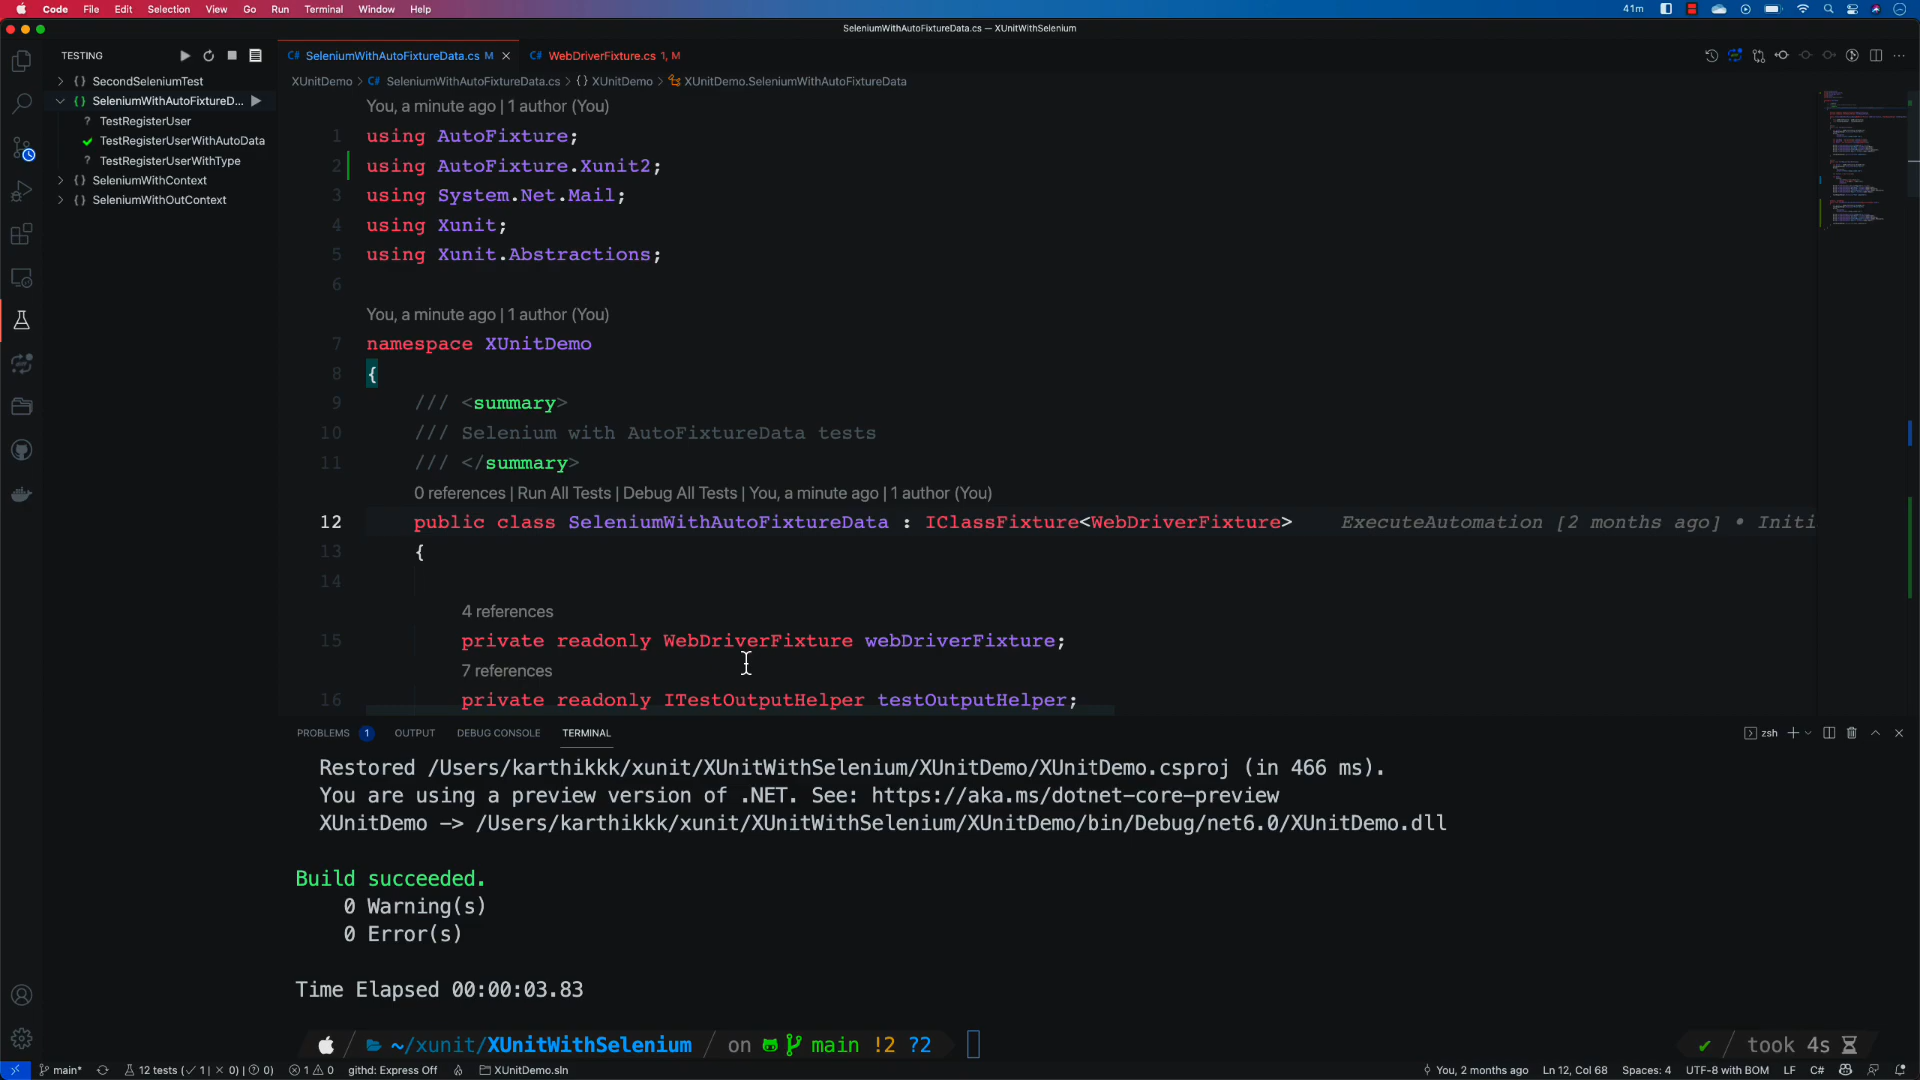 Code File Edit Selection View Go Run Terminal Window Help 41m
SeleniumWithAutoFixtureData.cs — XUnitWithSelenium
TESTING
SecondSeleniumTest
SeleniumWithAutoFixtureD...
TestRegisterUser
TestRegisterUserWithAutoData
TestRegisterUserWithType
SeleniumWithContext
SeleniumWithOutContext
SeleniumWithAutoFixtureData.cs M
WebDriverFixture.cs 1, M
XUnitDemo > SeleniumWithAutoFixtureData.cs > {} XUnitDemo > XUnitDemo.SeleniumWithAutoFixtureData
You, a minute ago | 1 author (You)
1 using AutoFixture;
2 using AutoFixture.Xunit2;
3 using System.Net.Mail;
4 using Xunit;
5 using Xunit.Abstractions;
6
You, a minute ago | 1 author (You)
7 namespace XUnitDemo
8 {
9 /// <summary>
10 /// Selenium with AutoFixtureData tests
11 /// </summary>
0 references | Run All Tests | Debug All Tests | You, a minute ago | 1 author (You)
12 public class SeleniumWithAutoFixtureData : IClassFixture<WebDriverFixture> ExecuteAutomation [2 months ago] • Initi
13 {
14
4 references
15 private readonly WebDriverFixture webDriverFixture;
7 references
16 private readonly ITestOutputHelper testOutputHelper;
PROBLEMS 1 OUTPUT DEBUG CONSOLE TERMINAL zsh
Restored /Users/karthikkk/xunit/XUnitWithSelenium/XUnitDemo/XUnitDemo.csproj (in 466 ms).
You are using a preview version of .NET. See: https://aka.ms/dotnet-core-preview
XUnitDemo -> /Users/karthikkk/xunit/XUnitWithSelenium/XUnitDemo/bin/Debug/net6.0/XUnitDemo.dll
Build succeeded.
0 Warning(s)
0 Error(s)
Time Elapsed 00:00:03.83
~/xunit/XUnitWithSelenium on main !2 ?2 took 4s
main* 12 tests (✓ 1 | × 0) | 0) 1 0 githd: Express Off XUnitDemo.sln You, 2 months ago Ln 12, Col 68 Spaces: 4 UTF-8 with BOM LF C#